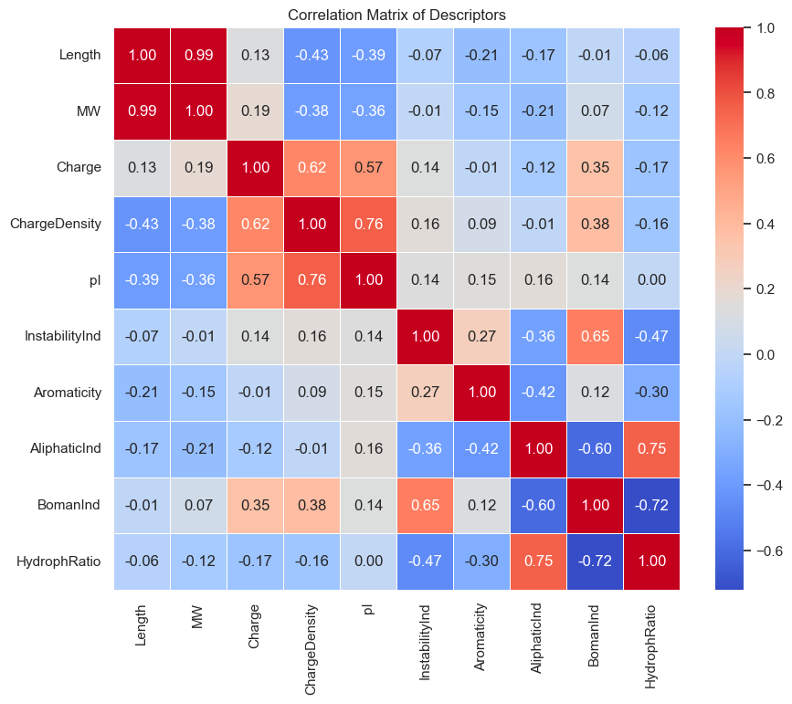 Correlation Matrix of Descriptors
Length 1.00 0.99 0.13 -0.43 -0.39 -0.07 -0.21 -0.17 -0.01 -0.06
MW 0.99 1.00 0.19 -0.38 -0.36 -0.01 -0.15 -0.21 0.07 -0.12
Charge 0.13 0.19 1.00 0.62 0.57 0.14 -0.01 -0.12 0.35 -0.17
ChargeDensity -0.43 -0.38 0.62 1.00 0.76 0.16 0.09 -0.01 0.38 -0.16
pI -0.39 -0.36 0.57 0.76 1.00 0.14 0.15 0.16 0.14 0.00
InstabilityInd -0.07 -0.01 0.14 0.16 0.14 1.00 0.27 -0.36 0.65 -0.47
Aromaticity -0.21 -0.15 -0.01 0.09 0.15 0.27 1.00 -0.42 0.12 -0.30
AliphaticInd -0.17 -0.21 -0.12 -0.01 0.16 -0.36 -0.42 1.00 -0.60 0.75
BomanInd -0.01 0.07 0.35 0.38 0.14 0.65 0.12 -0.60 1.00 -0.72
HydrophRatio -0.06 -0.12 -0.17 -0.16 0.00 -0.47 -0.30 0.75 -0.72 1.00
Length MW Charge ChargeDensity pI InstabilityInd Aromaticity AliphaticInd BomanInd HydrophRatio
1.0
0.8
0.6
0.4
0.2
0.0
−0.2
−0.4
−0.6